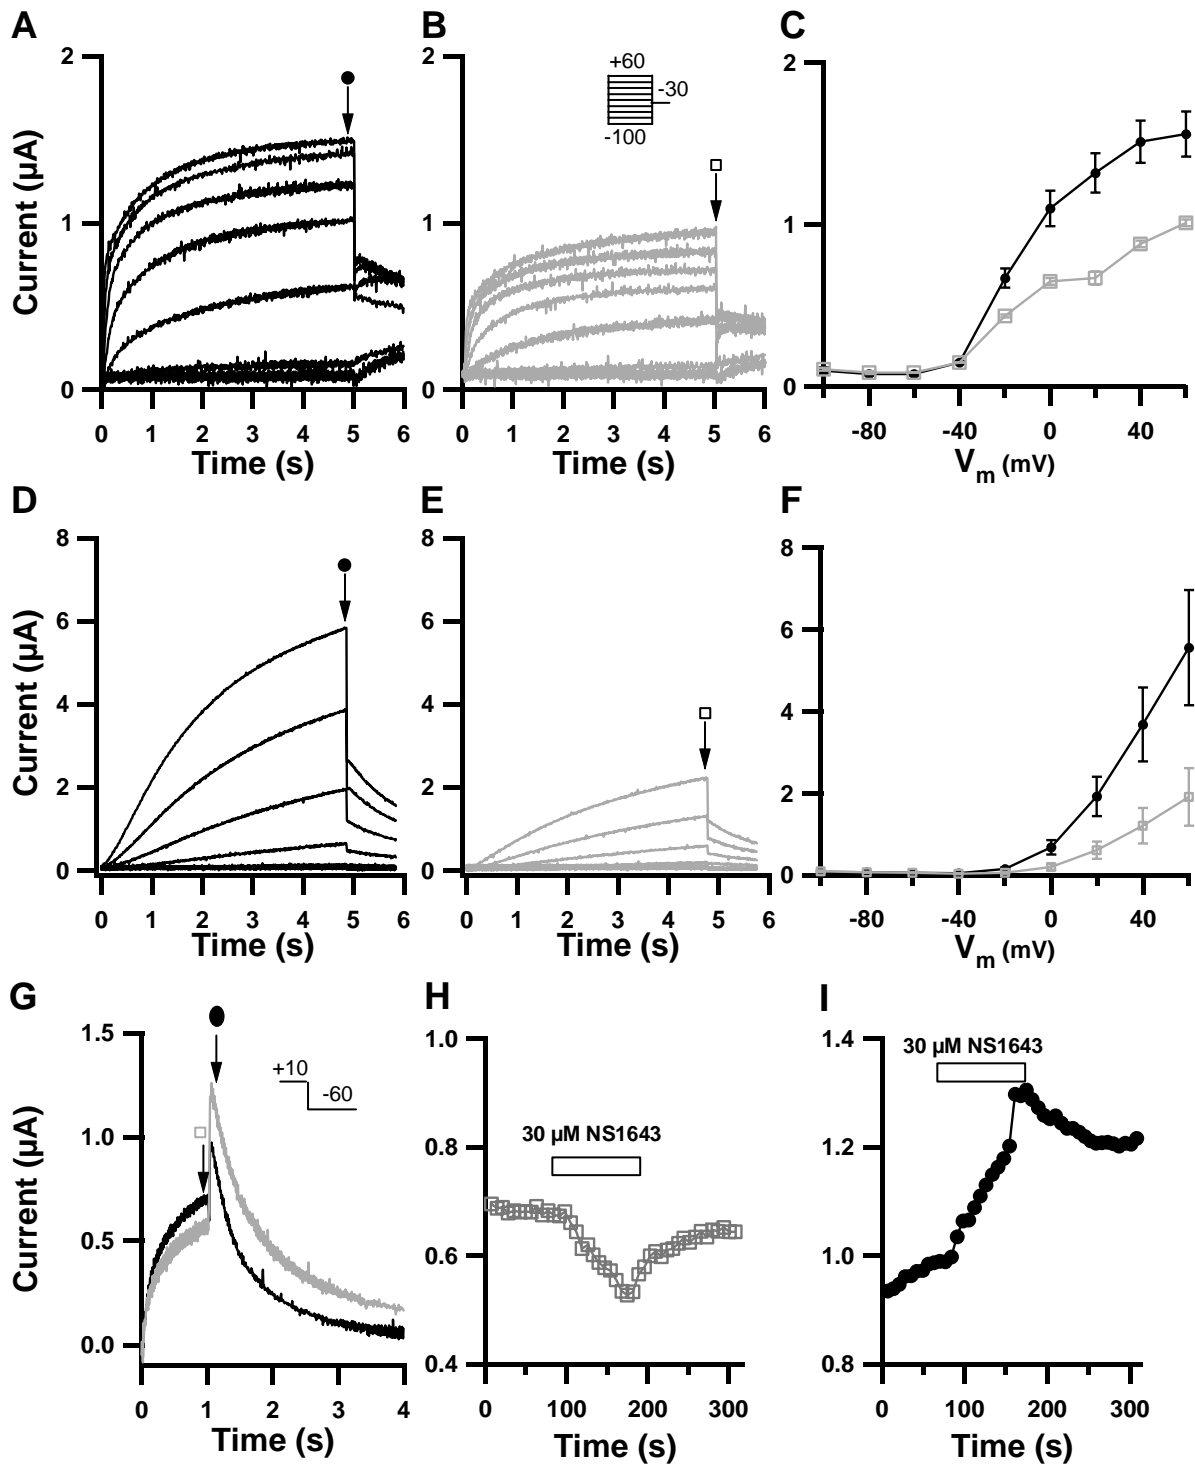 A
B
C
2
1
0
Current (µA)
0 1 2 3 4 5 6
Time (s)
2
1
0
+60
-30
-100
0 1 2 3 4 5 6
Time (s)
2
1
0
-80 -40 0 40
Vm (mV)
D
E
F
8
6
4
2
0
Current (µA)
0 1 2 3 4 5 6
Time (s)
8
6
4
2
0
0 1 2 3 4 5 6
Time (s)
8
6
4
2
0
-80 -40 0 40
Vm (mV)
G
H
I
1.5
1.0
0.5
0.0
Current (µA)
+10
-60
0 1 2 3 4
Time (s)
1.0
0.8
0.6
0.4
30 µM NS1643
0 100 200 300
Time (s)
1.4
1.2
1.0
0.8
30 µM NS1643
0 100 200 300
Time (s)